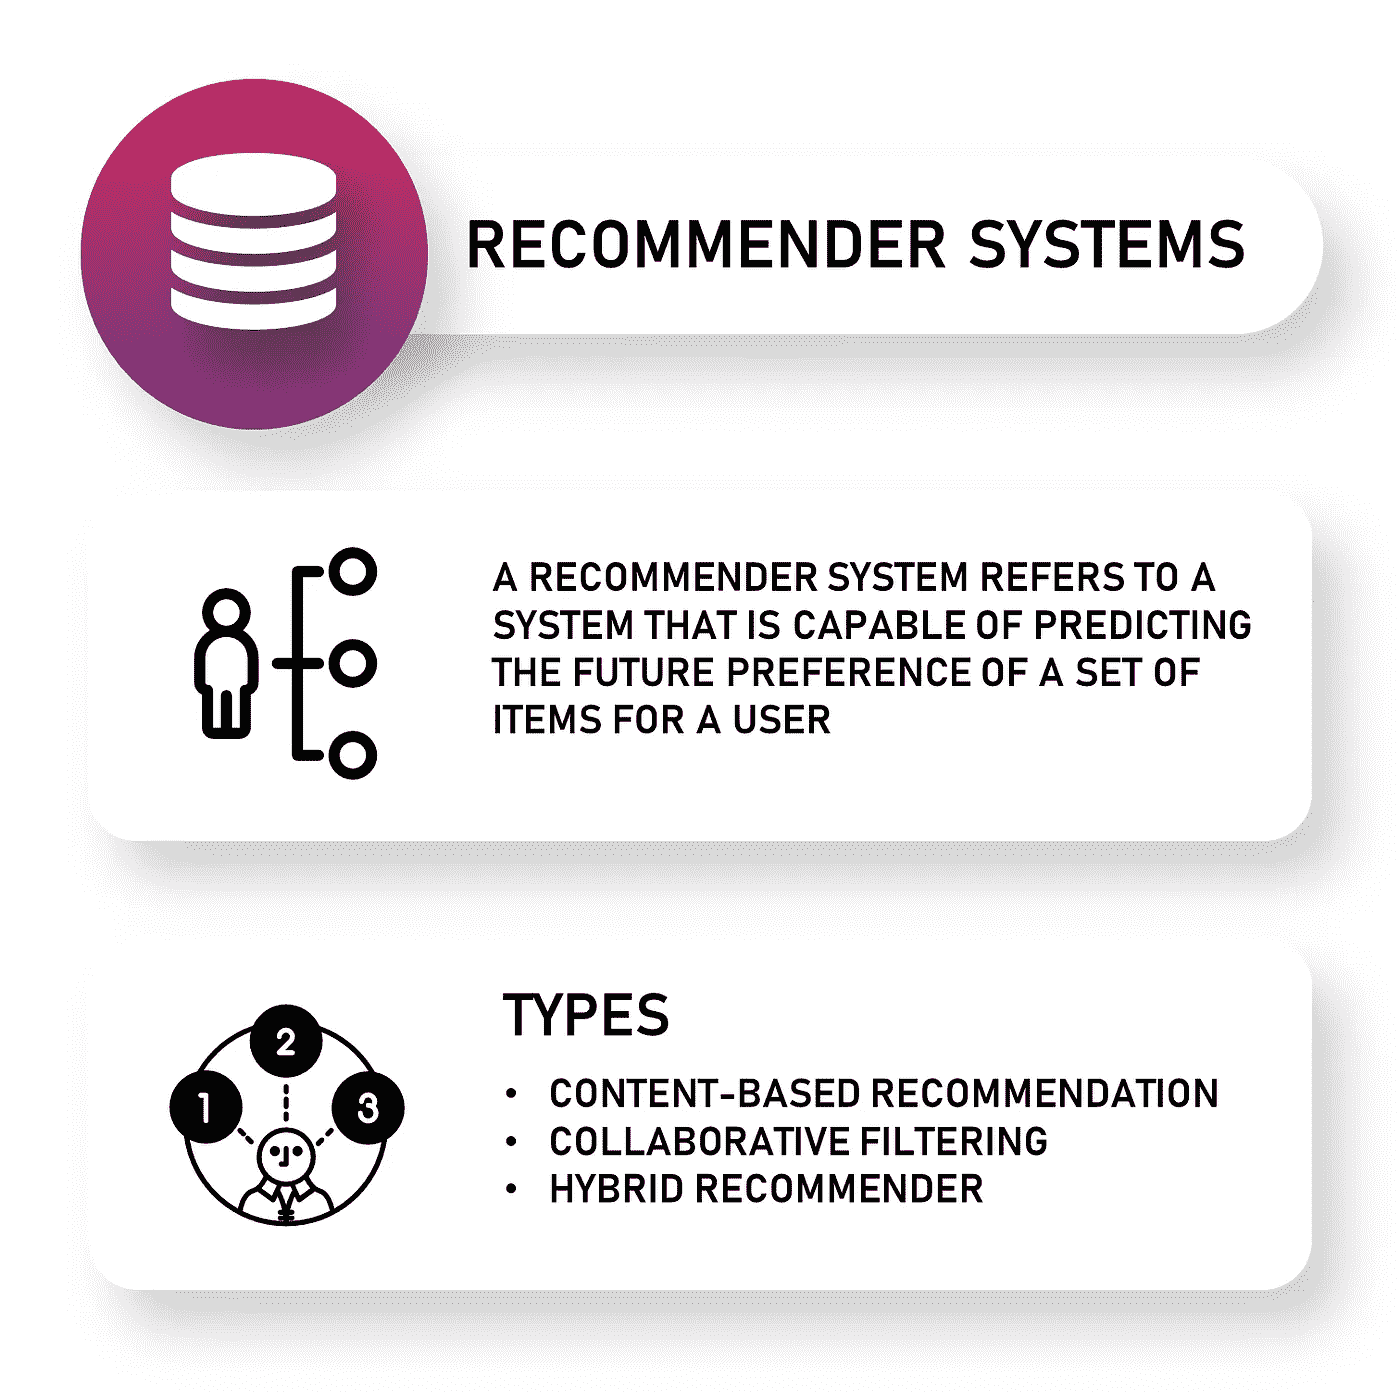 RECOMMENDER SYSTEMS
A RECOMMENDER SYSTEM REFERS TO A
SYSTEM THAT IS CAPABLE OF PREDICTING
THE FUTURE PREFERENCE OF A SET OF
ITEMS FOR A USER
TYPES
1
2
3
• CONTENT-BASED RECOMMENDATION
• COLLABORATIVE FILTERING
• HYBRID RECOMMENDER